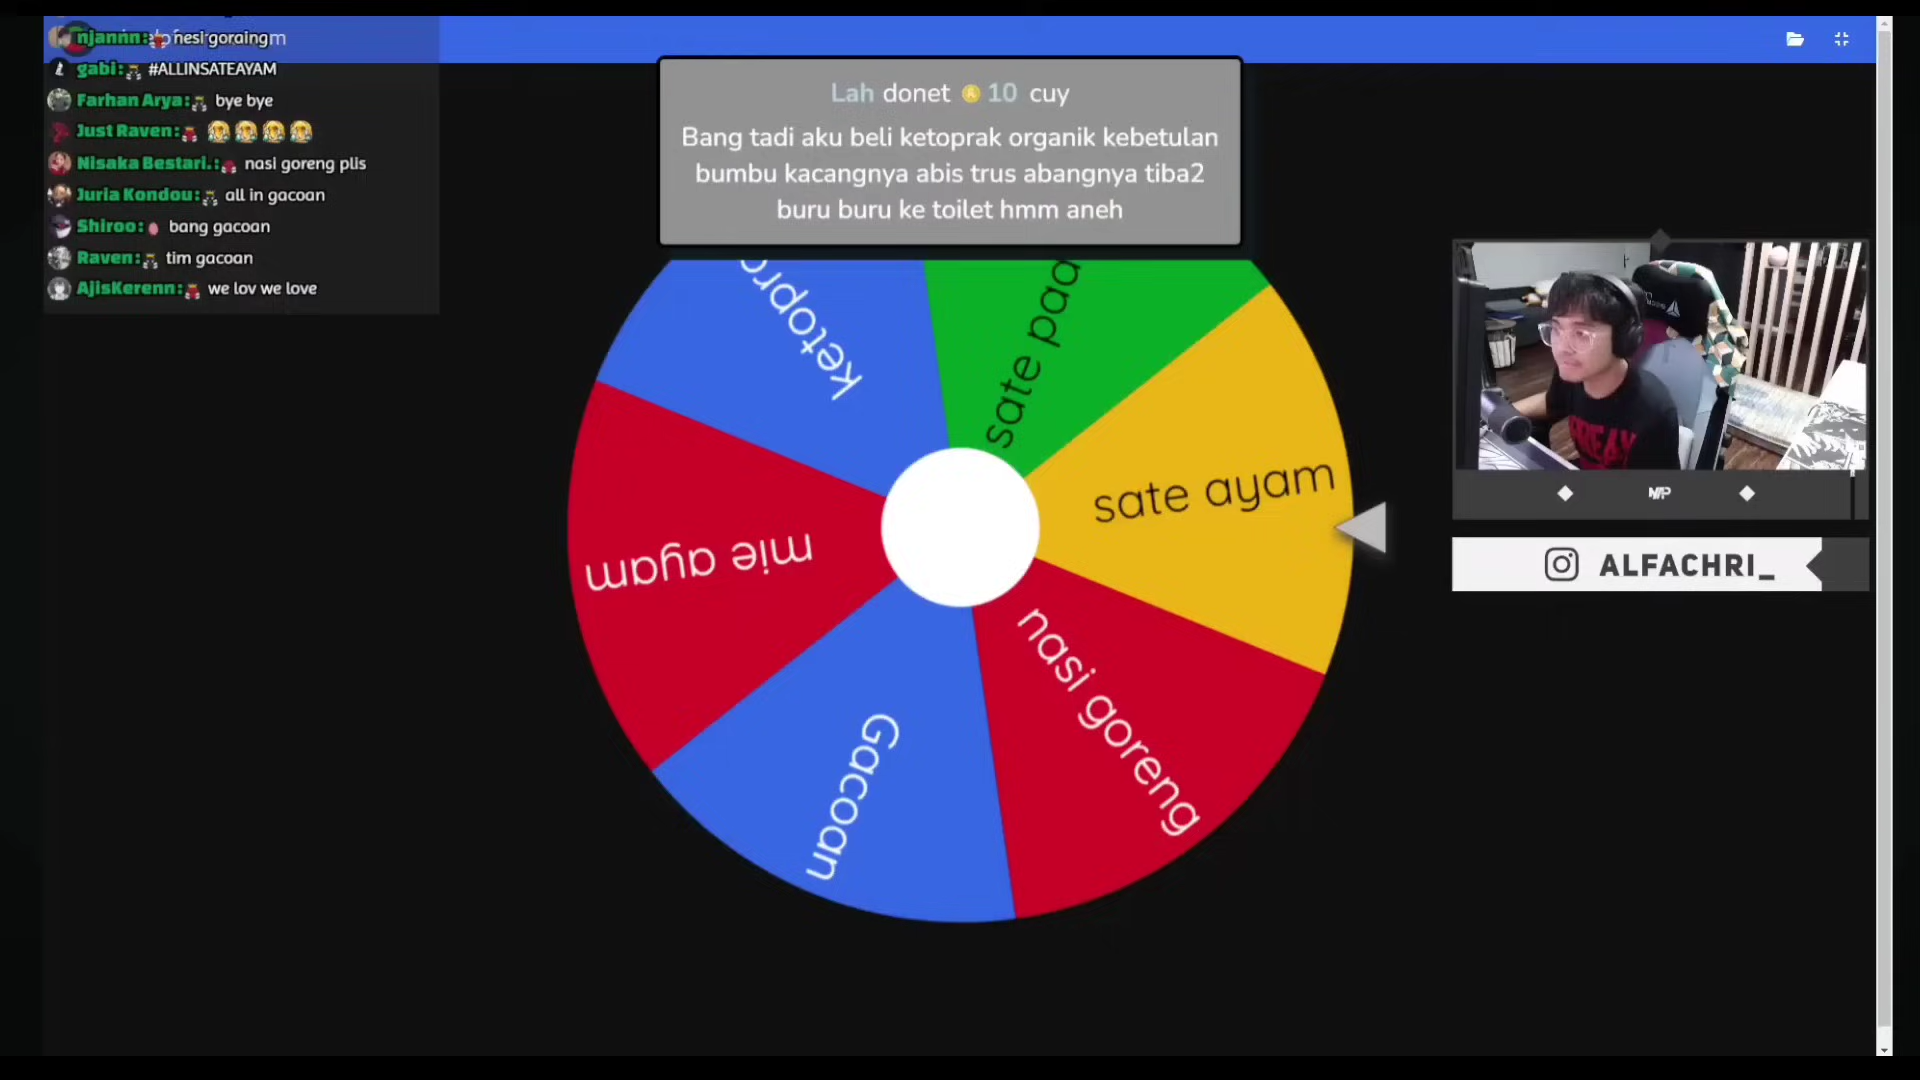 njannn: nesi goraing
gabi: #ALLINSATEAYAM
Farhan Arya: bye bye
Just Raven:
Nisaka Bestari.: nasi goreng plis
Juria Kondou: all in gacoan
Shiroo: bang gacoan
Raven: tim gacoan
AjisKerenn: we lov we love
Lah donet 10 cuy
Bang tadi aku beli ketoprak organik kebetulan
bumbu kacangnya abis trus abangnya tiba2
buru buru ke toilet hmm aneh
ketopr
sate pad
sate ayam
nasi goreng
Gacoan
mie ayam
ALFACHRI_